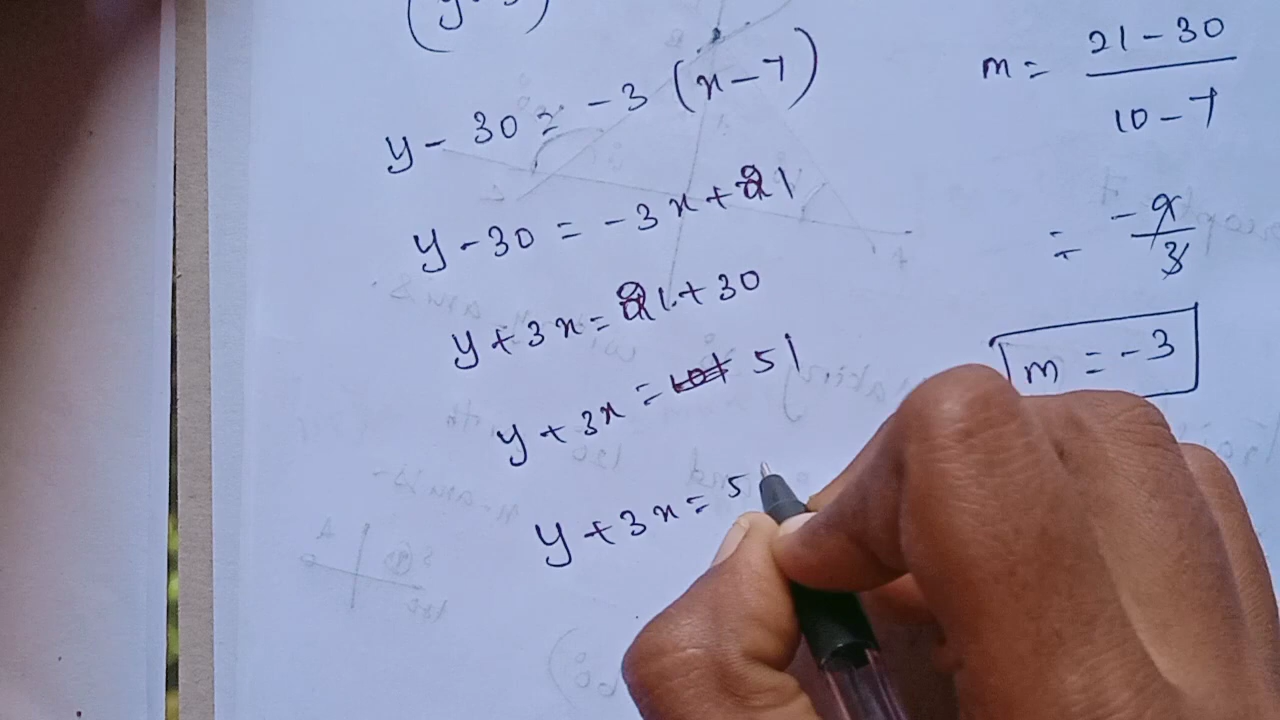 y - 30 = -3 (x - 7)
y - 30 = -3x + 21
y + 3x = 21 + 30
y + 3x = 51
y + 3x = 5
m = 21 - 30 / 10 - 7
= -9 / 3
m = -3